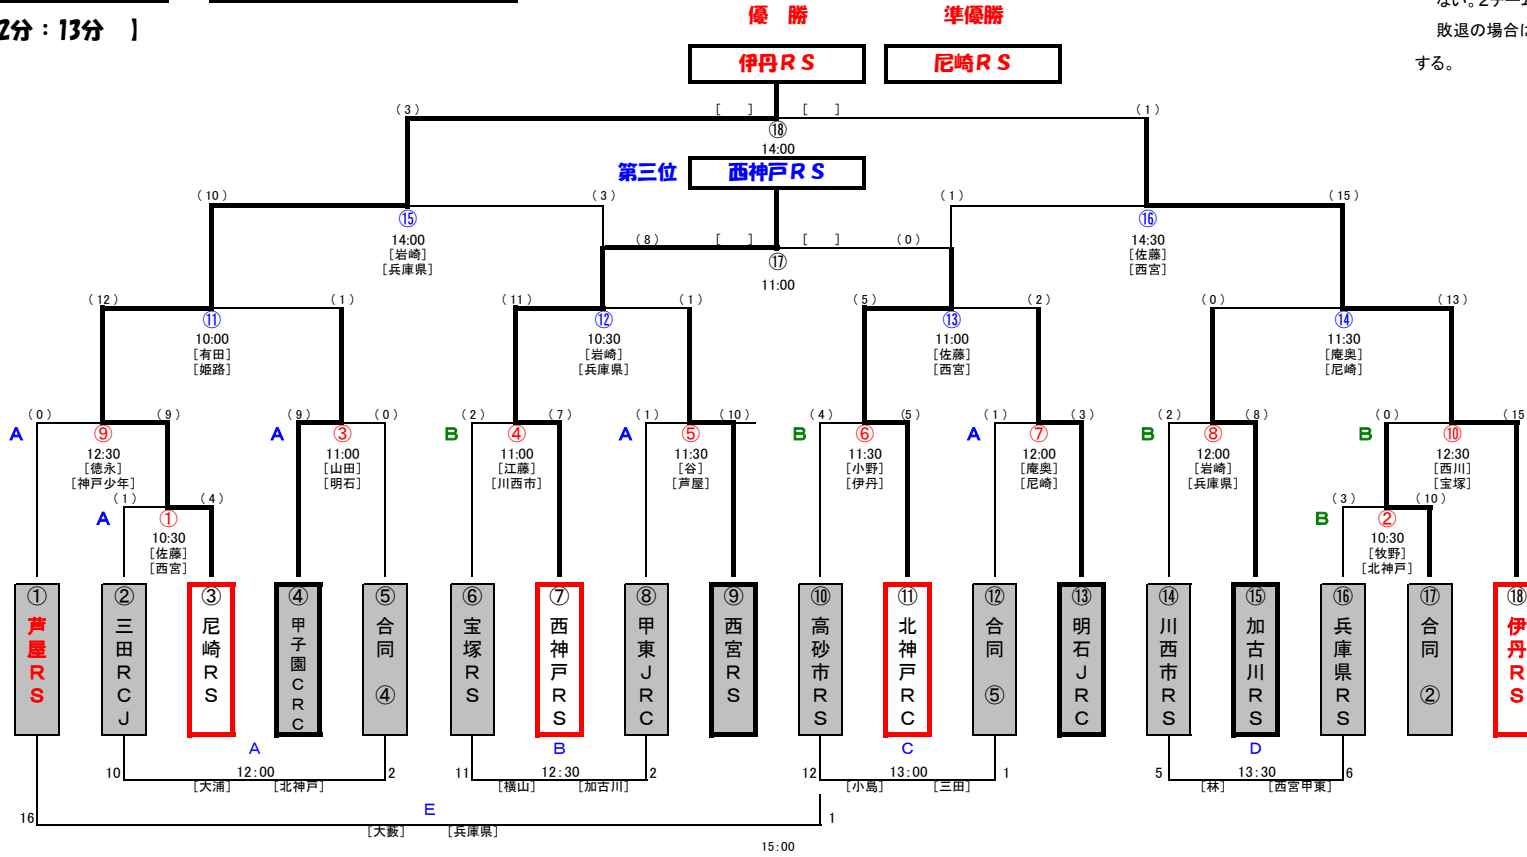 ない。2チーム
優　勝
準優勝
2分：13分　】
敗退の場合は
伊丹ＲＳ
尼崎ＲＳ
する。
（3） [　] [　] （1）
⑱
14:00
第三位
西神戸ＲＳ
（10） （3） （1） （15）
⑮
14:00
[岩崎]
[兵庫県]
⑯
14:30
[佐藤]
[西宮]
（8） [　] [　] （0）
⑰
11:00
（12） （1） （11） （1） （5） （2） （0） （13）
⑪
10:00
[有田]
[姫路]
⑫
10:30
[岩崎]
[兵庫県]
⑬
11:00
[佐藤]
[西宮]
⑭
11:30
[庵奥]
[尼崎]
（0） （9） （9） （0） （2） （7） （1） （10） （4） （5） （1） （3） （2） （8） （0） （15
A ⑨
12:30
[徳永]
[神戸少年]
A ③
11:00
[山田]
[明石]
B ④
11:00
[江藤]
[川西市]
A ⑤
11:30
[谷]
[芦屋]
B ⑥
11:30
[小野]
[伊丹]
A ⑦
12:00
[庵奥]
[尼崎]
B ⑧
12:00
[岩崎]
[兵庫県]
B ⑩
12:30
[西川]
[宝塚]
（1） （4）
A ①
10:30
[佐藤]
[西宮]
（3） （10）
B ②
10:30
[牧野]
[北神戸]
① 芦屋ＲＳ
② 三田ＲＣＪ
③ 尼崎ＲＳ
④ 甲子園ＣＲＣ
⑤ 合同　④
⑥ 宝塚ＲＳ
⑦ 西神戸ＲＳ
⑧ 甲東ＪＲＣ
⑨ 西宮ＲＳ
⑩ 高砂市ＲＳ
⑪ 北神戸ＲＣ
⑫ 合同　⑤
⑬ 明石ＪＲＣ
⑭ 川西市ＲＳ
⑮ 加古川ＲＳ
⑯ 兵庫県ＲＳ
⑰ 合同　②
⑱ 伊丹ＲＳ
A
10 12:00 2
[大浦] [北神戸]
B
11 12:30 2
[横山] [加古川]
C
12 13:00 1
[小島] [三田]
D
5 13:30 6
[林] [西宮甲東]
E
16 1
[大藪] [兵庫県]
15:00